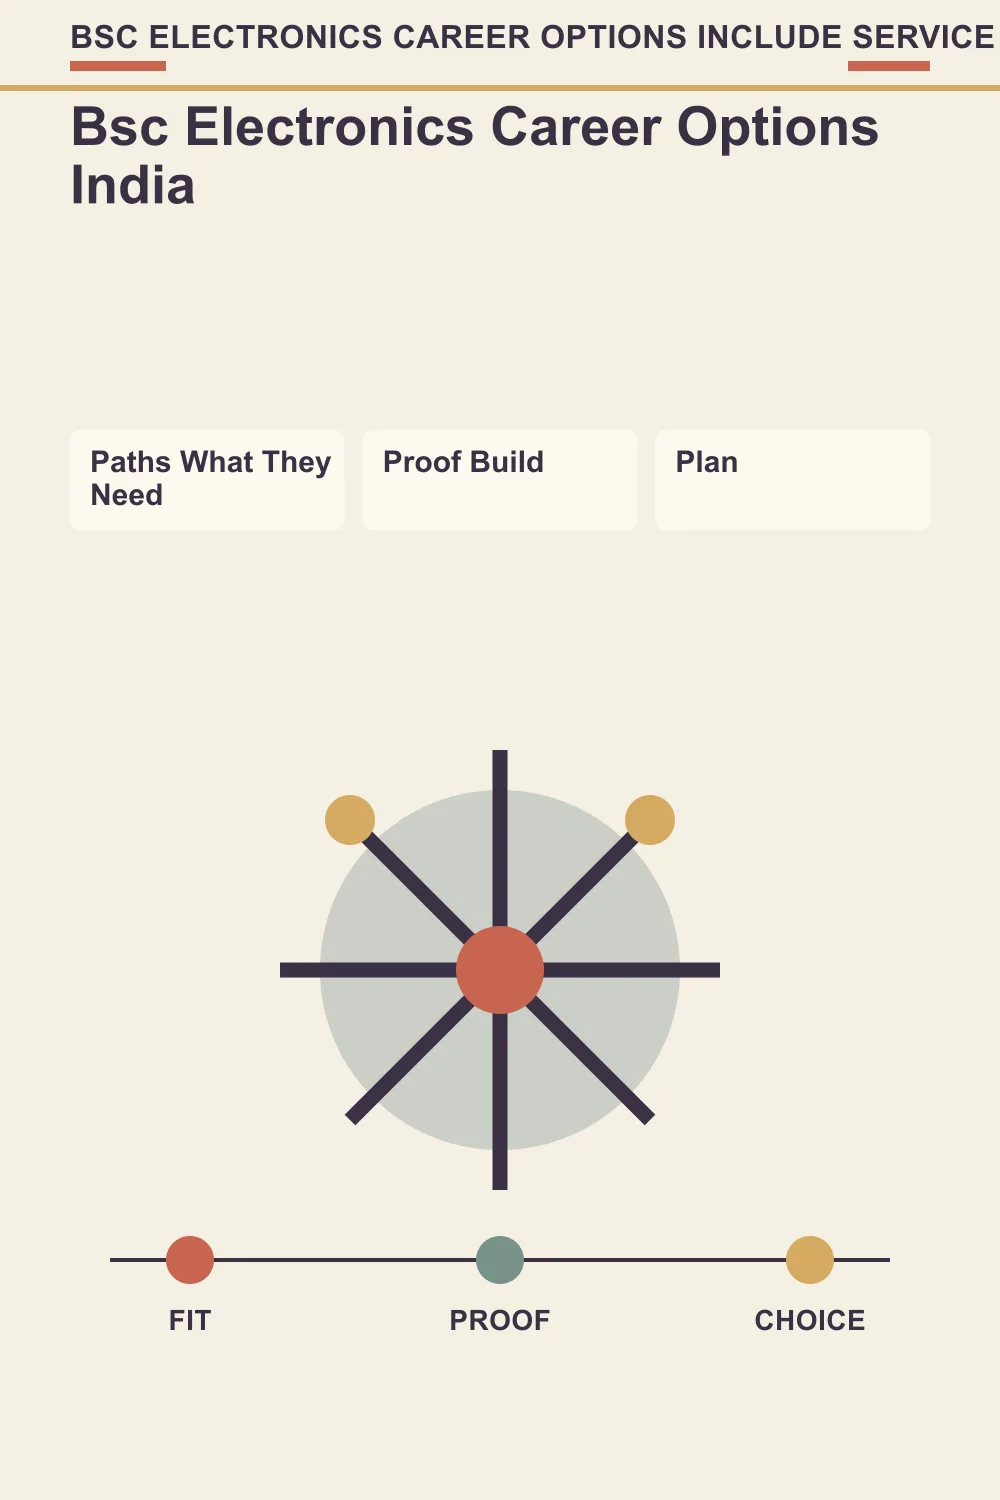 BSC ELECTRONICS CAREER OPTIONS INCLUDE SERVICE
Bsc Electronics Career Options
India
Paths What They
Need
Proof Build
Plan
FIT
PROOF
CHOICE